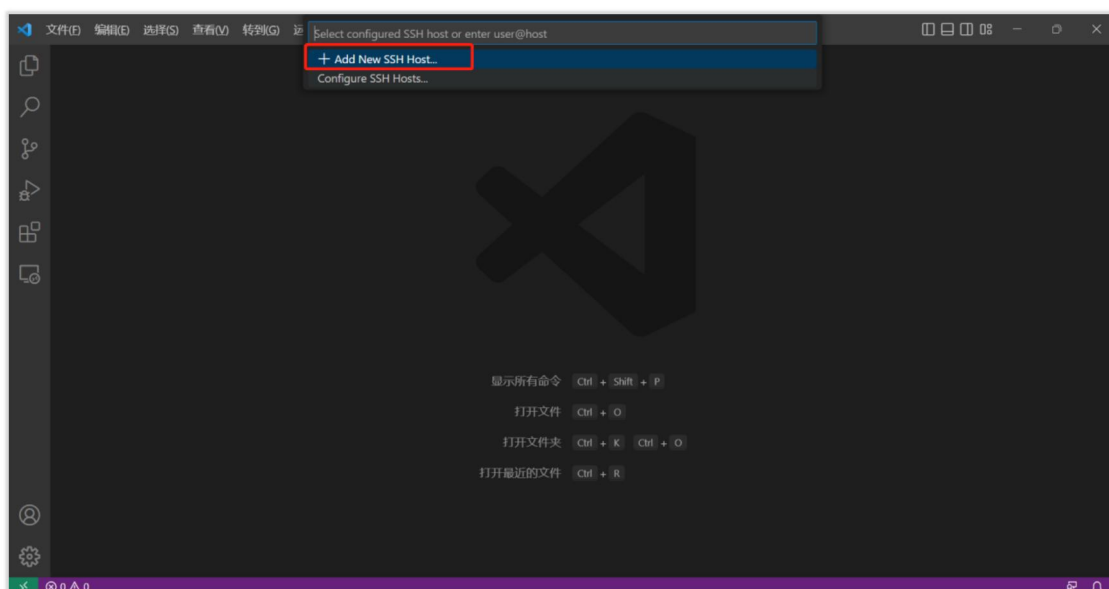 文件(F) 编辑(E) 选择(S) 查看(V) 转到(G) Select configured SSH host or enter user@host
+ Add New SSH Host...
Configure SSH Hosts...
显示所有命令 Ctrl + Shift + P
打开文件 Ctrl + O
打开文件夹 Ctrl + K Ctrl + O
打开最近的文件 Ctrl + R
0 0